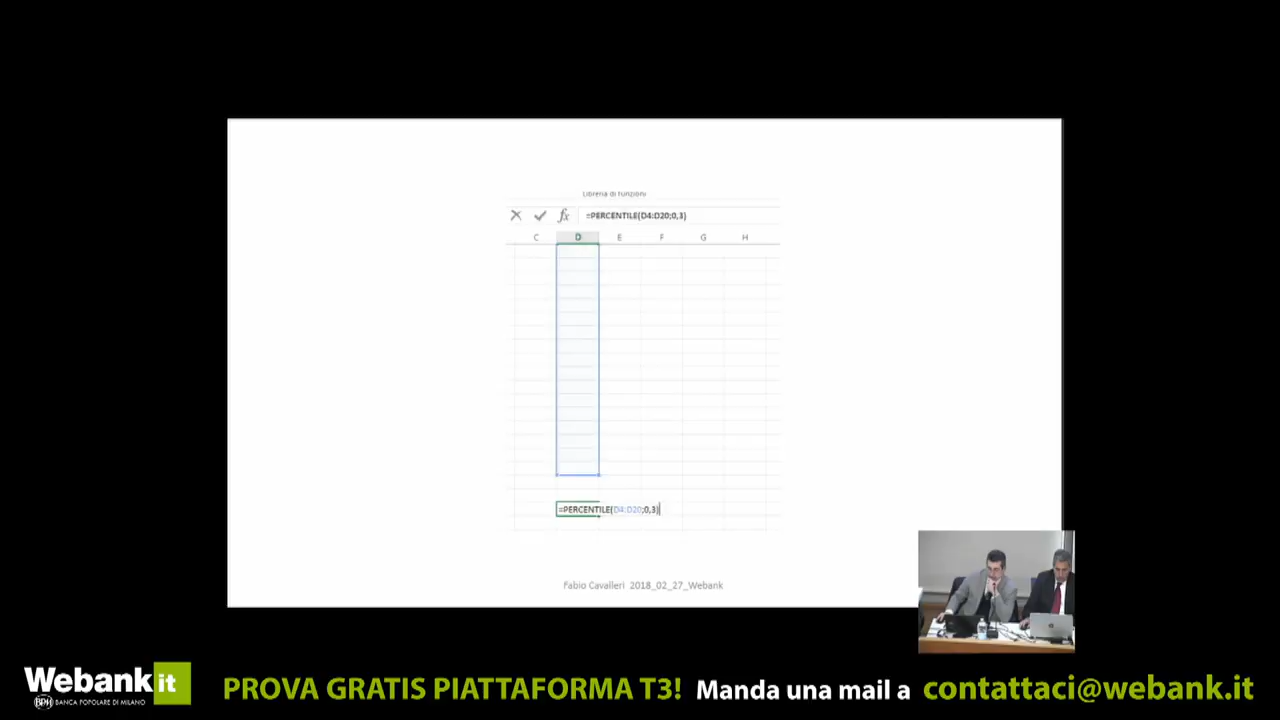 Libreria di Funzioni
=PERCENTILE(D4:D20;0,3)
C D E F G H
=PERCENTILE(D4:D20;0,3)
Fabio Cavalleri 2018_02_27_Webank
Webank it
BPM BANCA POPOLARE DI MILANO
PROVA GRATIS PIATTAFORMA T3! Manda una mail a contattaci@webank.it